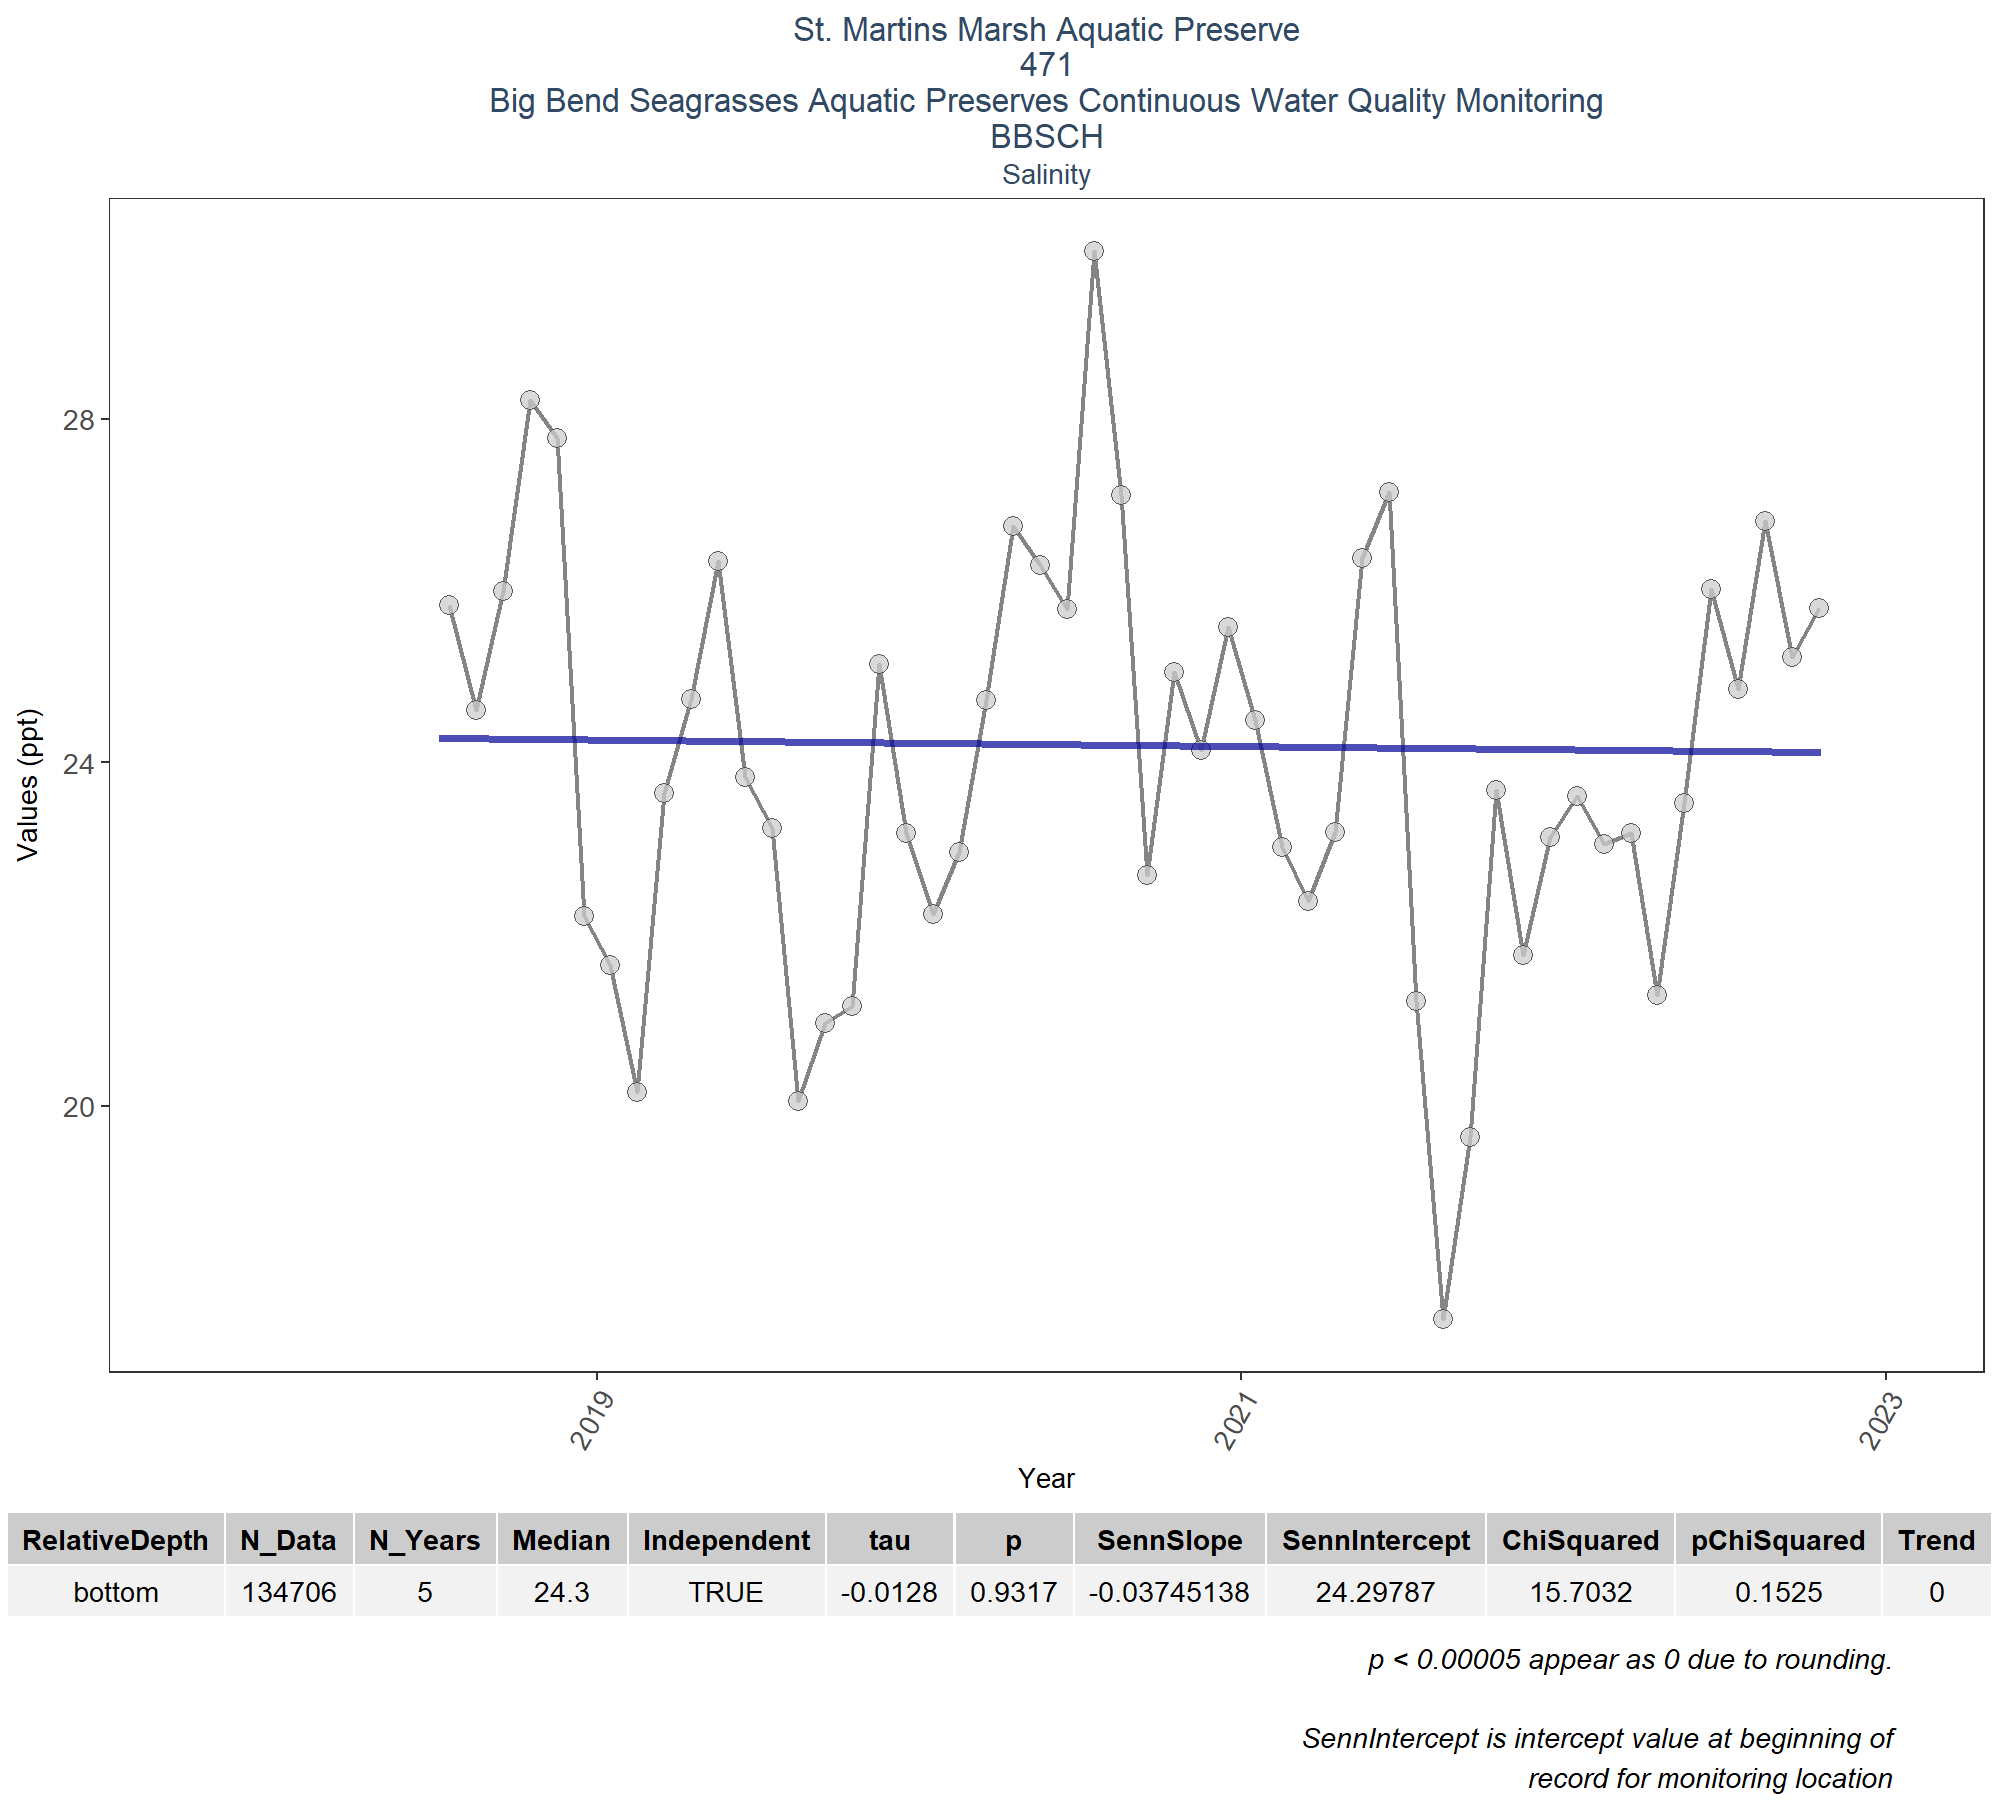 St. Martins Marsh Aquatic Preserve
471
Big Bend Seagrasses Aquatic Preserves Continuous Water Quality Monitoring
BBSCH
Salinity
Values (ppt)
28
24
20
2019
2021
2023
Year
RelativeDepth N_Data N_Years Median Independent tau p SennSlope SennIntercept ChiSquared pChiSquared Trend
bottom 134706 5 24.3 TRUE -0.0128 0.9317 -0.03745138 24.29787 15.7032 0.1525 0
p < 0.00005 appear as 0 due to rounding.
SennIntercept is intercept value at beginning of
record for monitoring location